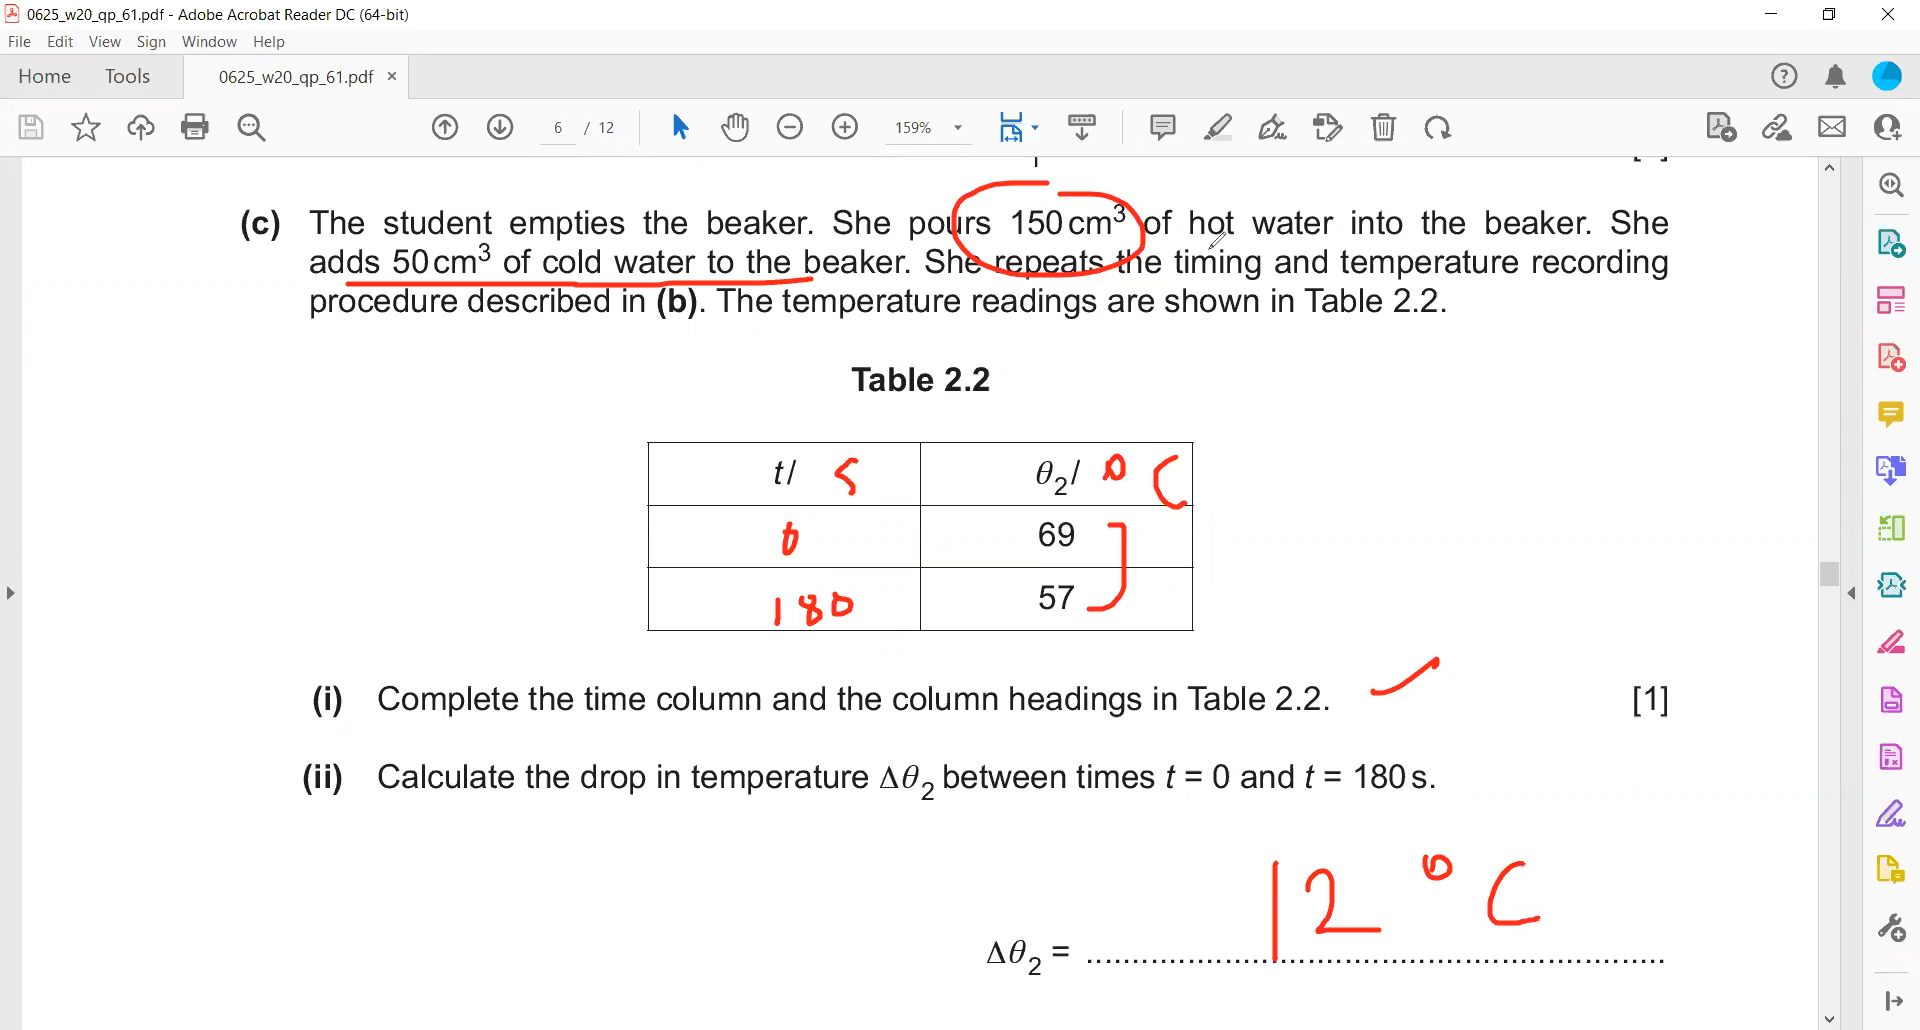 0625_w20_qp_61.pdf - Adobe Acrobat Reader DC (64-bit)
File Edit View Sign Window Help
Home Tools 0625_w20_qp_61.pdf ×
6 / 12 159%
(c) The student empties the beaker. She pours 150 cm³ of hot water into the beaker. She
adds 50 cm³ of cold water to the beaker. She repeats the timing and temperature recording
procedure described in (b). The temperature readings are shown in Table 2.2.
Table 2.2
t/ s θ₂/ °C
0 69
180 57
(i) Complete the time column and the column headings in Table 2.2. [1]
(ii) Calculate the drop in temperature Δθ₂ between times t = 0 and t = 180 s.
12 °C
Δθ₂ = ................................................................